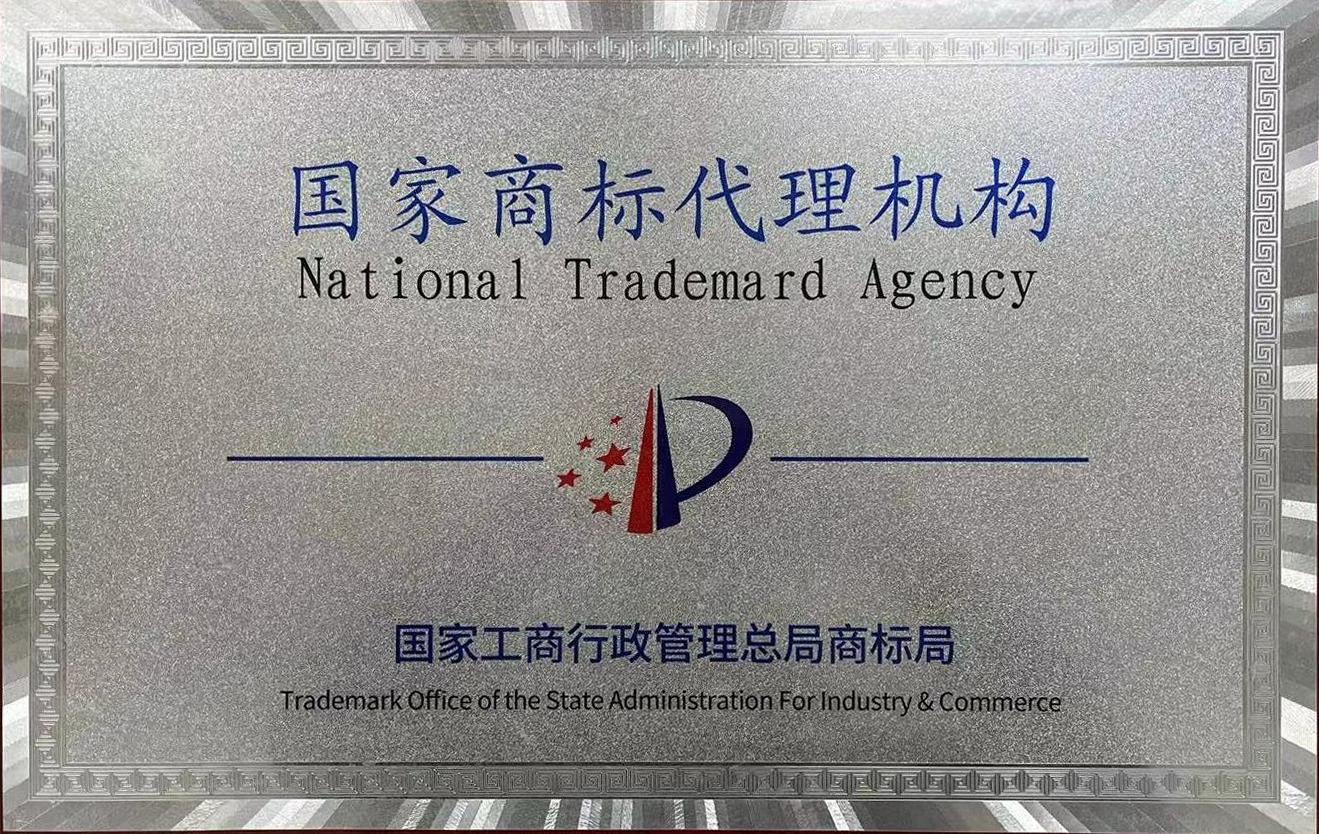 国家商标代理机构
National Trademard Agency
国家工商行政管理总局商标局
Trademark Office of the State Administration For Industry & Commerce